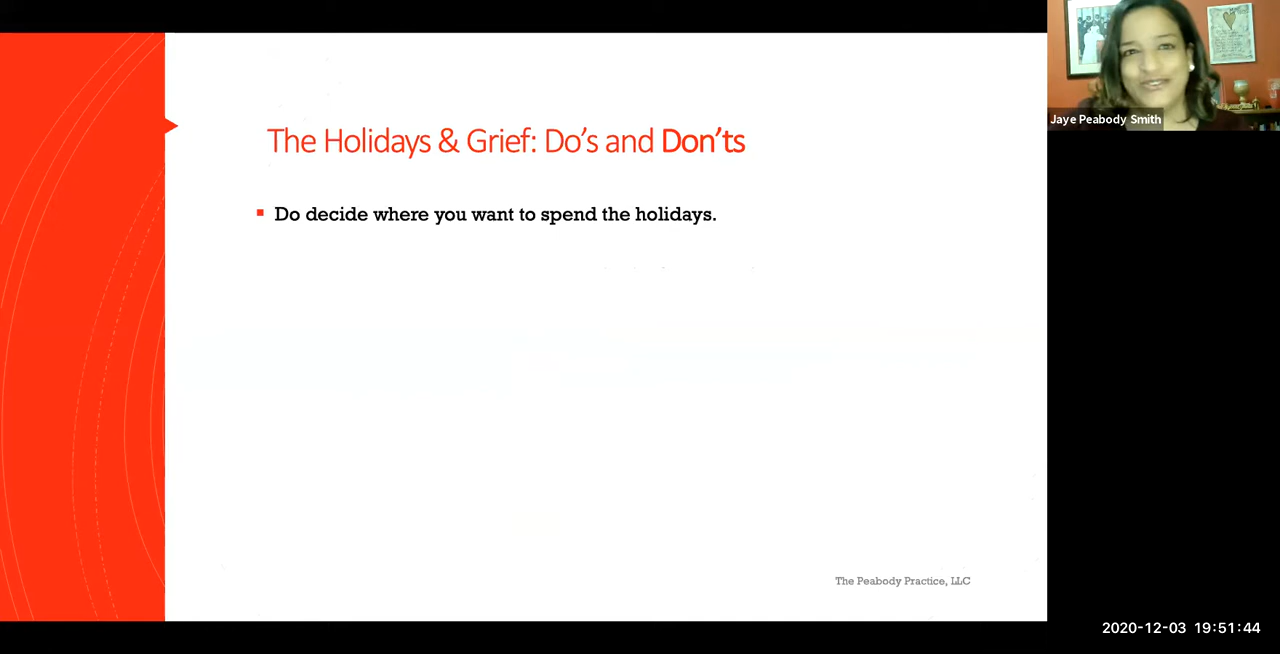 The Holidays & Grief: Do's and Don'ts
Do decide where you want to spend the holidays.
Jaye Peabody Smith
The Peabody Practice, LLC
2020-12-03 19:51:44